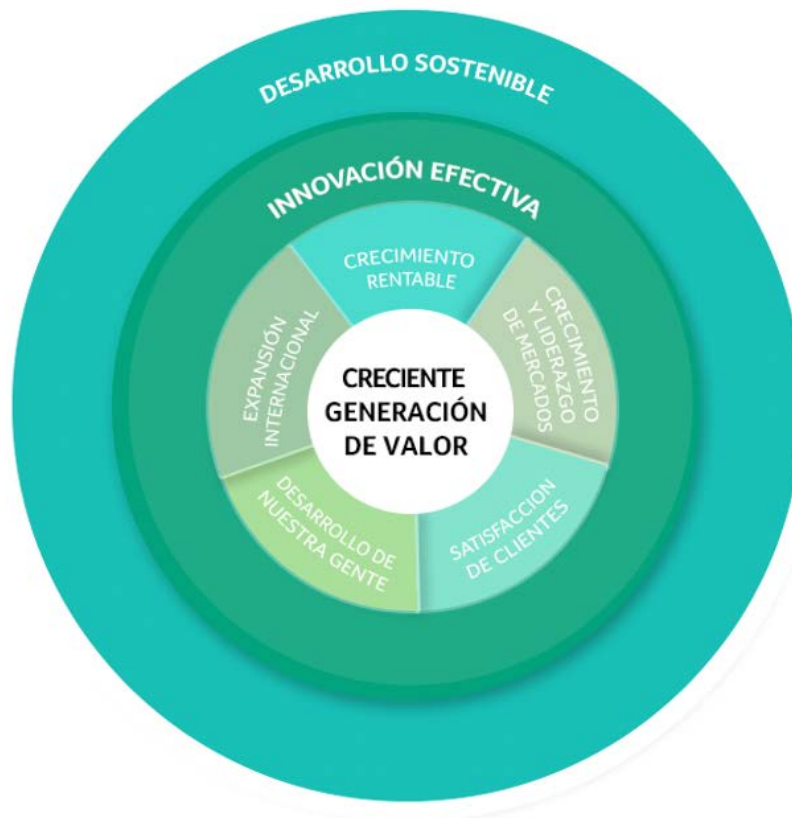 DESARROLLO SOSTENIBLE
INNOVACIÓN EFECTIVA
CRECIMIENTO
RENTABLE
CRECIMIENTO
Y LIDERAZGO
DE MERCADOS
SATISFACCION
DE CLIENTES
DESARROLLO DE
NUESTRA GENTE
EXPANSIÓN
INTERNACIONAL
CRECIENTE
GENERACIÓN
DE VALOR